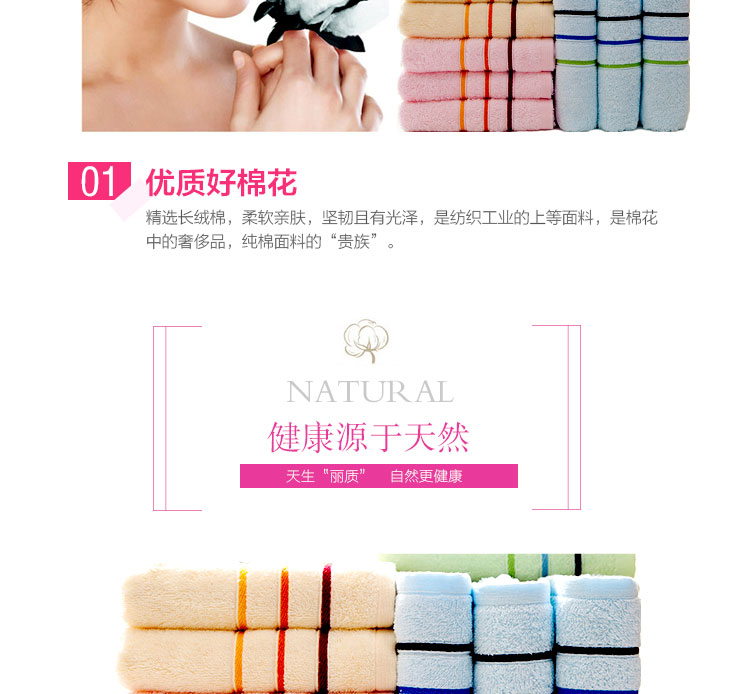 01 优质好棉花
精选长绒棉，柔软亲肤，坚韧且有光泽，是纺织工业的上等面料，是棉花
中的奢侈品，纯棉面料的“贵族”。
NATURAL
健康源于天然
天生“丽质” 自然更健康